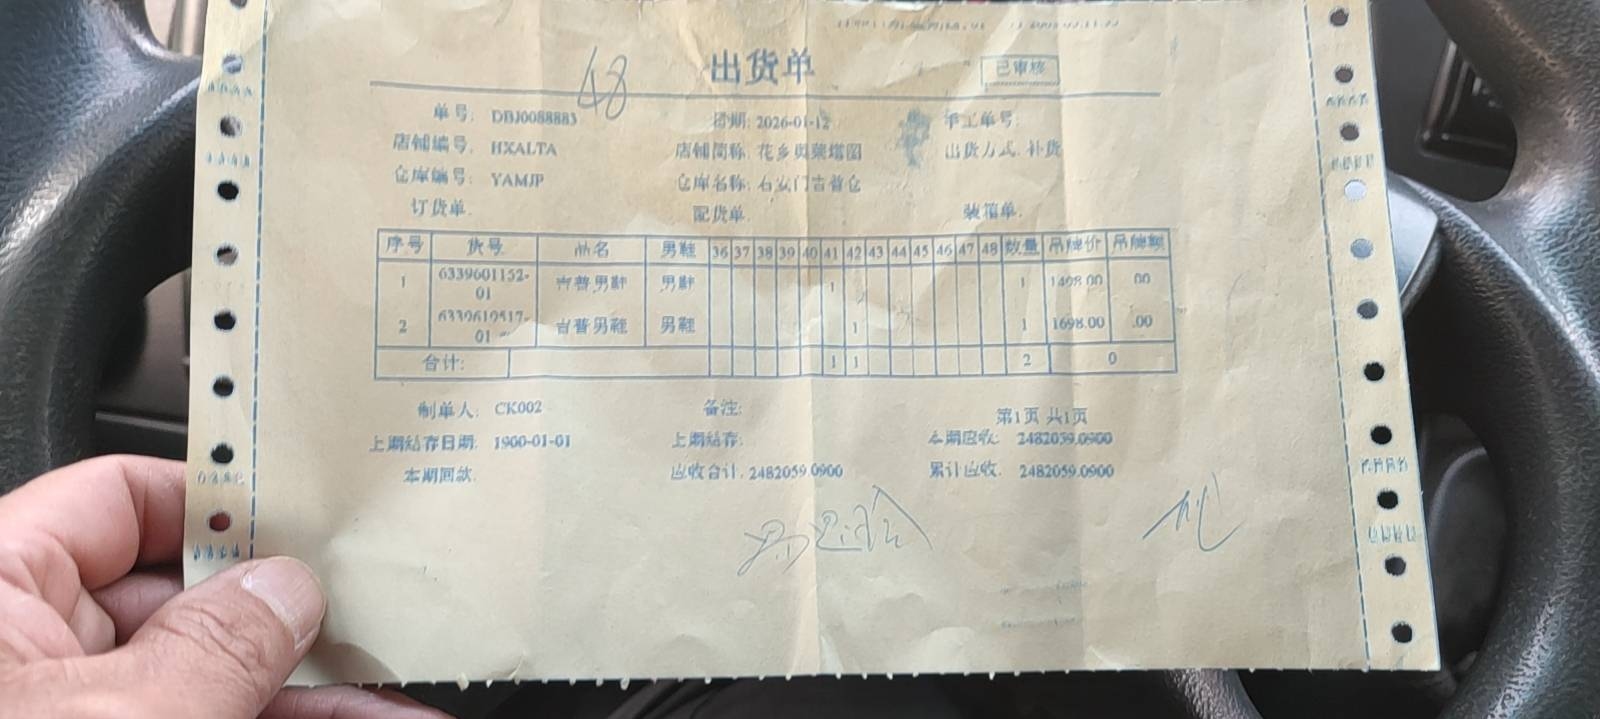 出货单
已审核
48
单号: DBJ0088883 日期: 2026-01-12 手工单号:
店铺编号: HXALTA 店铺简称: 花乡奥莱塔图 出货方式: 补货
仓库编号: YAMJP 仓库名称: 右安门吉普仓
订货单: 配货单: 装箱单:
序号 货号 品名 男鞋 36 37 38 39 40 41 42 43 44 45 46 47 48 数量 吊牌价 吊牌额
1 6339601152-01 吉普男鞋 男鞋 1 1 1498.00 .00
2 6339619517-01 吉普男鞋 男鞋 1 1 1698.00 .00
合计: 1 1 2 0
制单人: CK002 备注: 第1页 共1页
上期结存日期: 1900-01-01 上期结存: 本期应收: 2482059.0900
本期回款: 应收合计: 2482059.0900 累计应收: 2482059.0900